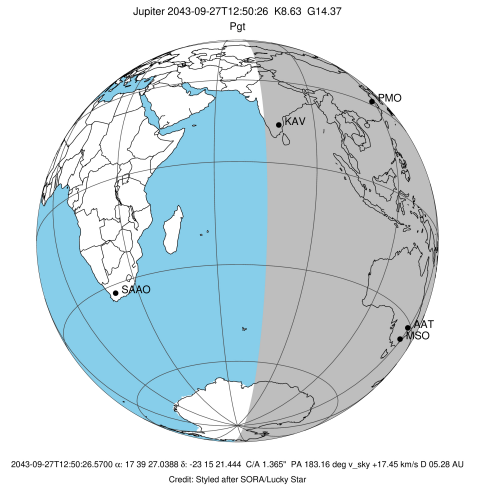 Jupiter 2043-09-27T12:50:26  K8.63  G14.37
Pgt
PMO
KAV
SAAO
AAT
MSO
2043-09-27T12:50:26.5700 α: 17 39 27.0388 δ: -23 15 21.444  C/A 1.365"  PA 183.16 deg v_sky +17.45 km/s D 05.28 AU
Credit: Styled after SORA/Lucky Star